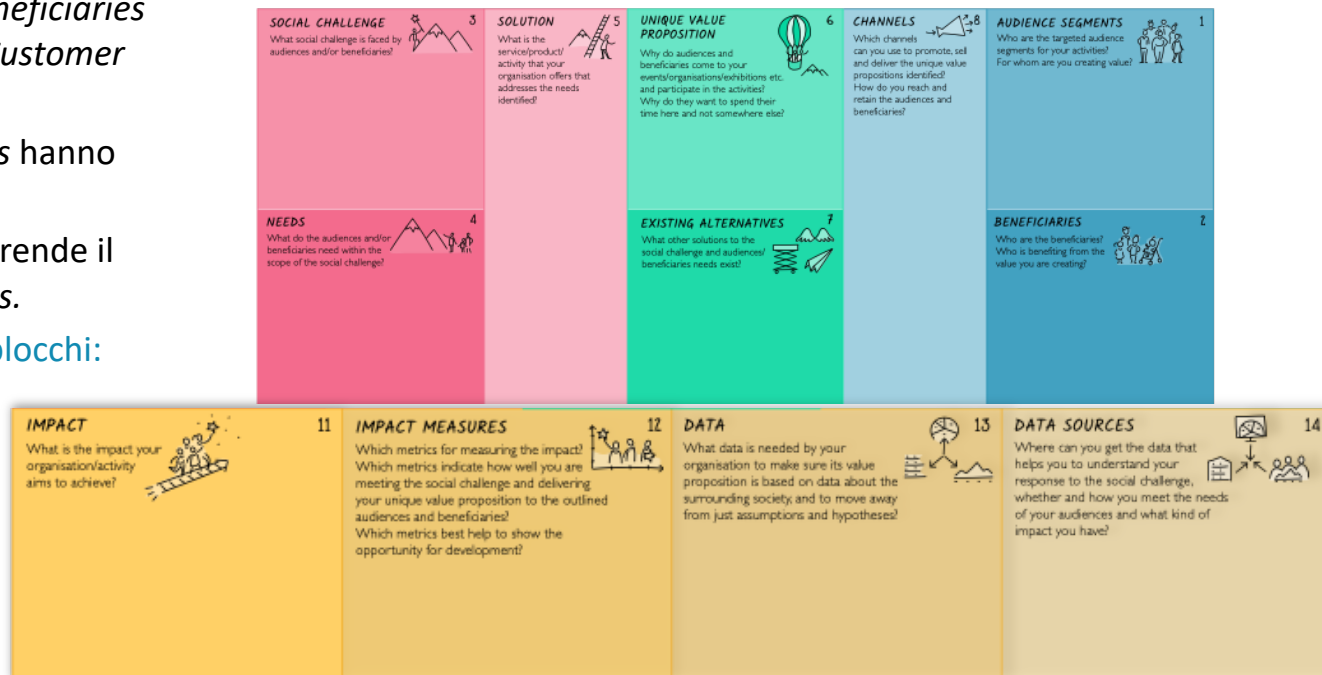 neficiaries
ustomer
s hanno
rende il
s.
locchi:
SOCIAL CHALLENGE 3
What social challenge is faced by
audiences and/or beneficiaries?
SOLUTION 5
What is the
service/product/
activity that your
organisation offers that
addresses the needs
identified?
UNIQUE VALUE
PROPOSITION 6
Why do audiences and
beneficiaries come to your
events/organisations/exhibitions etc.
and participate in the activities?
Why do they want to spend their
time here and not somewhere else?
CHANNELS 8
Which channels
can you use to promote, sell
and deliver the unique value
propositions identified?
How do you reach and
retain the audiences and
beneficiaries?
AUDIENCE SEGMENTS 1
Who are the targeted audience
segments for your activities?
For whom are you creating value?
NEEDS 4
What do the audiences and/or
beneficiaries need within the
scope of the social challenge?
EXISTING ALTERNATIVES 7
What other solutions to the
social challenge and audiences/
beneficiaries needs exist?
BENEFICIARIES 2
Who are the beneficiaries?
Who is benefiting from the
value you are creating?
IMPACT 11
What is the impact your
organisation/activity
aims to achieve?
IMPACT MEASURES 12
Which metrics for measuring the impact?
Which metrics indicate how well you are
meeting the social challenge and delivering
your unique value proposition to the outlined
audiences and beneficiaries?
Which metrics best help to show the
opportunity for development?
DATA 13
What data is needed by your
organisation to make sure its value
proposition is based on data about the
surrounding society, and to move away
from just assumptions and hypotheses?
DATA SOURCES 14
Where can you get the data that
helps you to understand your
response to the social challenge,
whether and how you meet the needs
of your audiences and what kind of
impact you have?